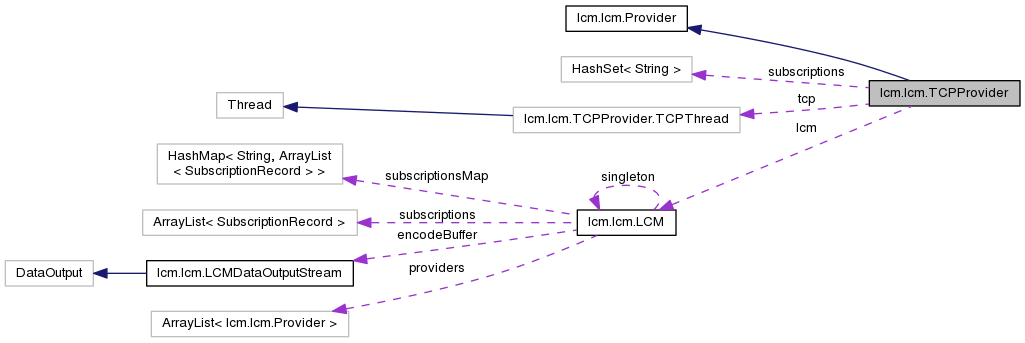 lcm.lcm.Provider
HashSet< String >
subscriptions
lcm.lcm.TCPProvider
Thread
tcp
lcm.lcm.TCPProvider.TCPThread
lcm
HashMap< String, ArrayList
< SubscriptionRecord > >
subscriptionsMap
singleton
ArrayList< SubscriptionRecord >
subscriptions
lcm.lcm.LCM
encodeBuffer
DataOutput
lcm.lcm.LCMDataOutputStream
providers
ArrayList< lcm.lcm.Provider >